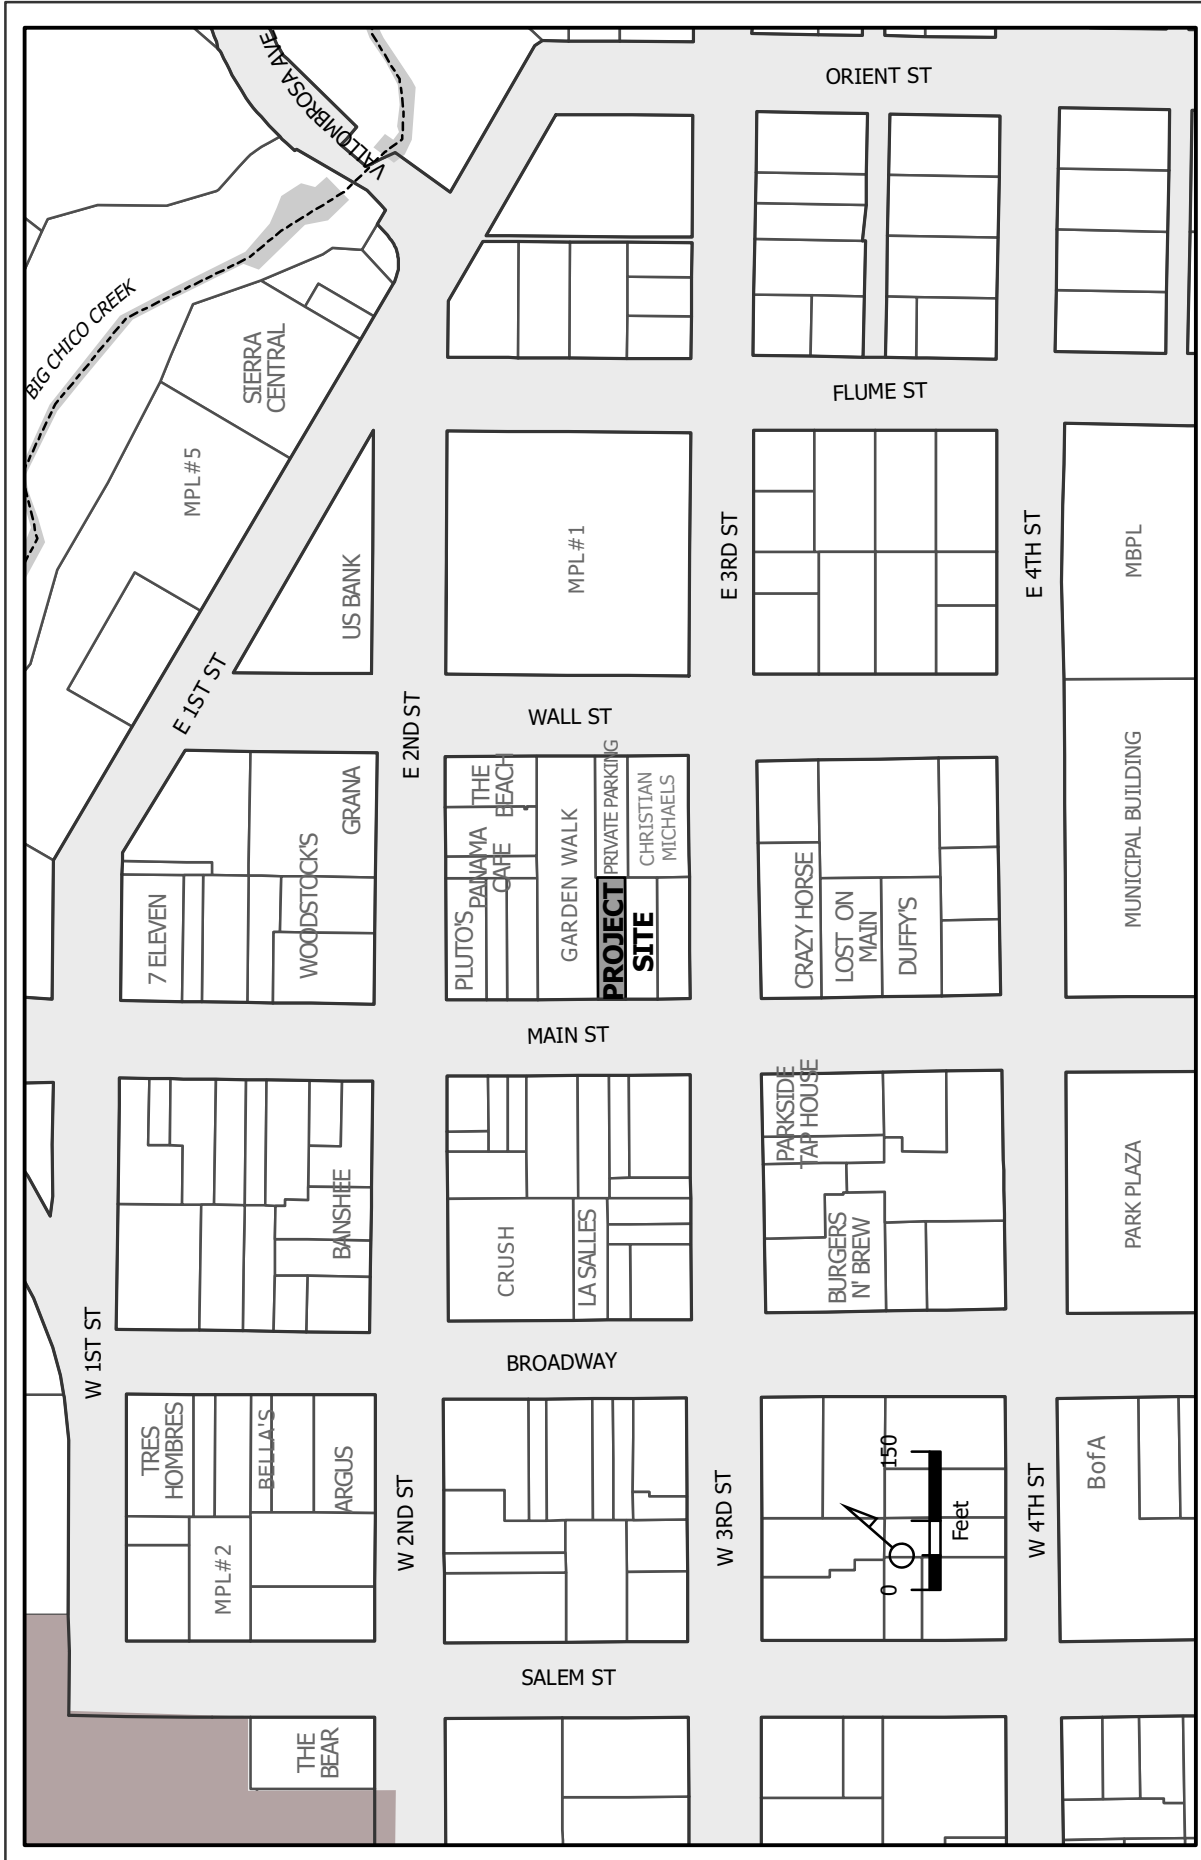 ORIENT ST
VALLOMBROSA AVE
BIG CHICO CREEK
SIERRA
CENTRAL
FLUME ST
MPL#5
MPL#1
E 3RD ST
E 4TH ST
MBPL
US BANK
E 1ST ST
E 2ND ST
WALL ST
MUNICIPAL BUILDING
GRANA
THE
BEACH
PRIVATE PARKING
CHRISTIAN
MICHAELS
GARDEN WALK
PANAMA
CAFE
WOODSTOCK'S
7 ELEVEN
PLUTO'S
PROJECT
SITE
CRAZY HORSE
LOST ON
MAIN
DUFFY'S
MAIN ST
PARKSIDE
TAP HOUSE
BANSHEE
CRUSH
LA SALLES
BURGERS
N' BREW
PARK PLAZA
W 1ST ST
BROADWAY
TRES
HOMBRES
BELLA'S
ARGUS
MPL#2
W 2ND ST
W 3RD ST
0
150
Feet
W 4TH ST
BofA
SALEM ST
THE
BEAR